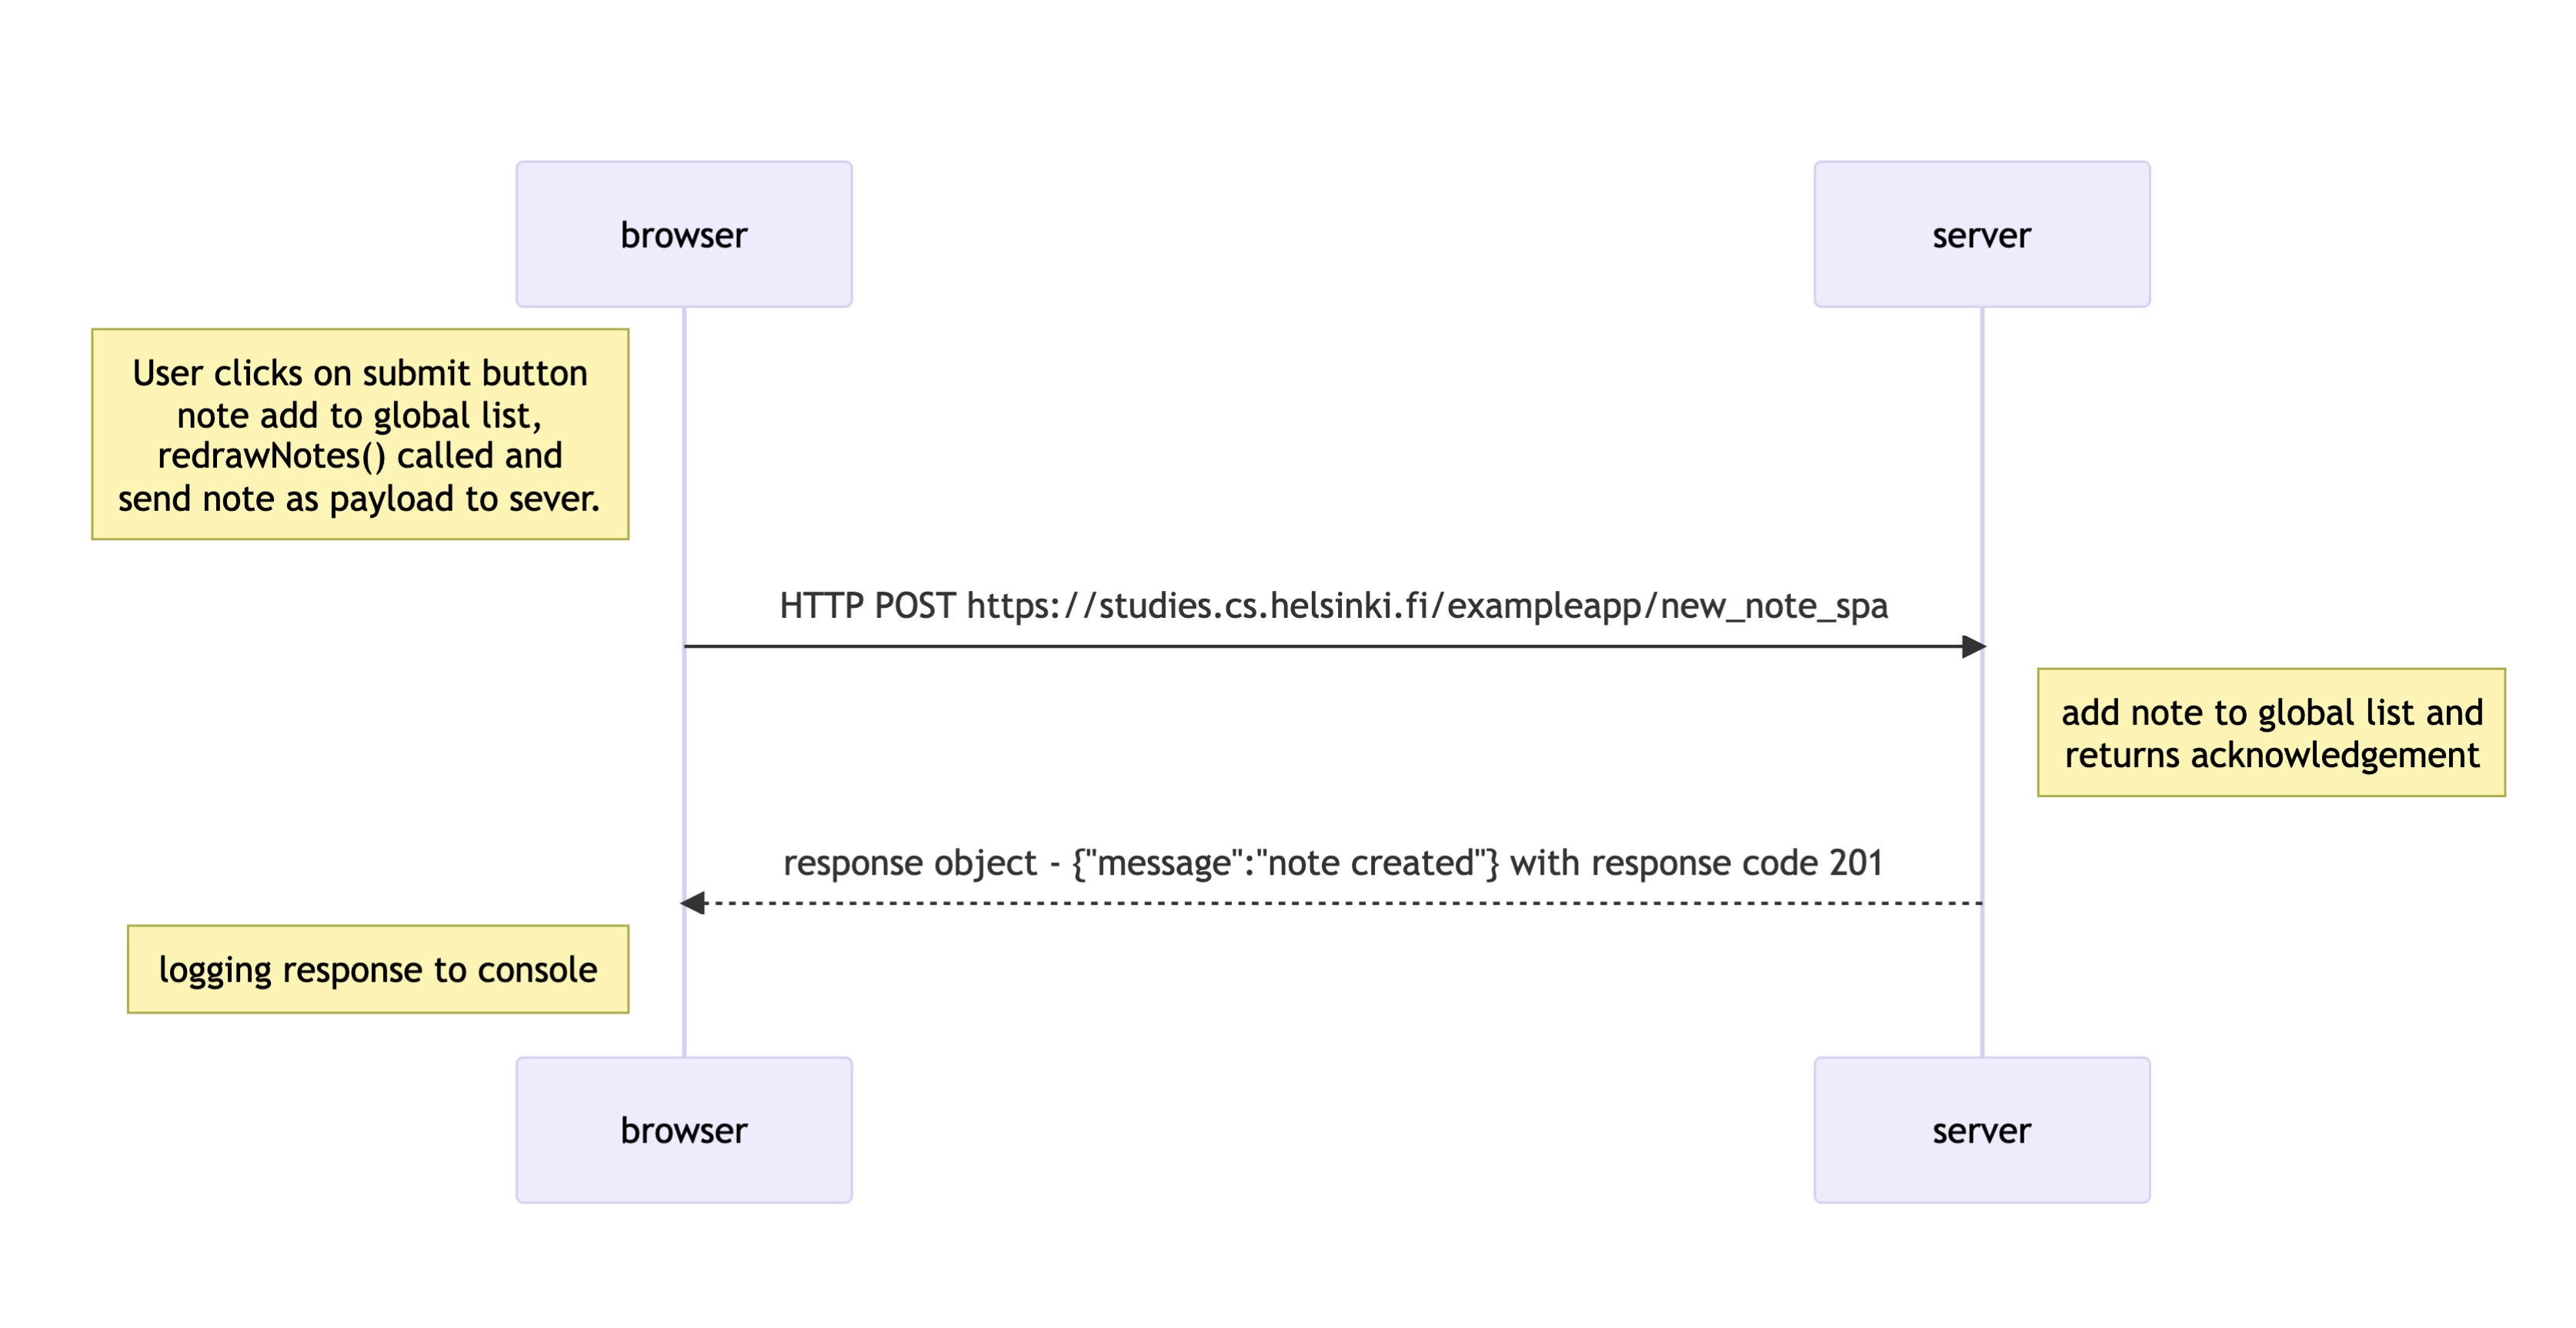 browser
server
User clicks on submit button
note add to global list,
redrawNotes() called and
send note as payload to sever.
HTTP POST https://studies.cs.helsinki.fi/exampleapp/new_note_spa
add note to global list and
returns acknowledgement
response object - {"message":"note created"} with response code 201
logging response to console
browser
server